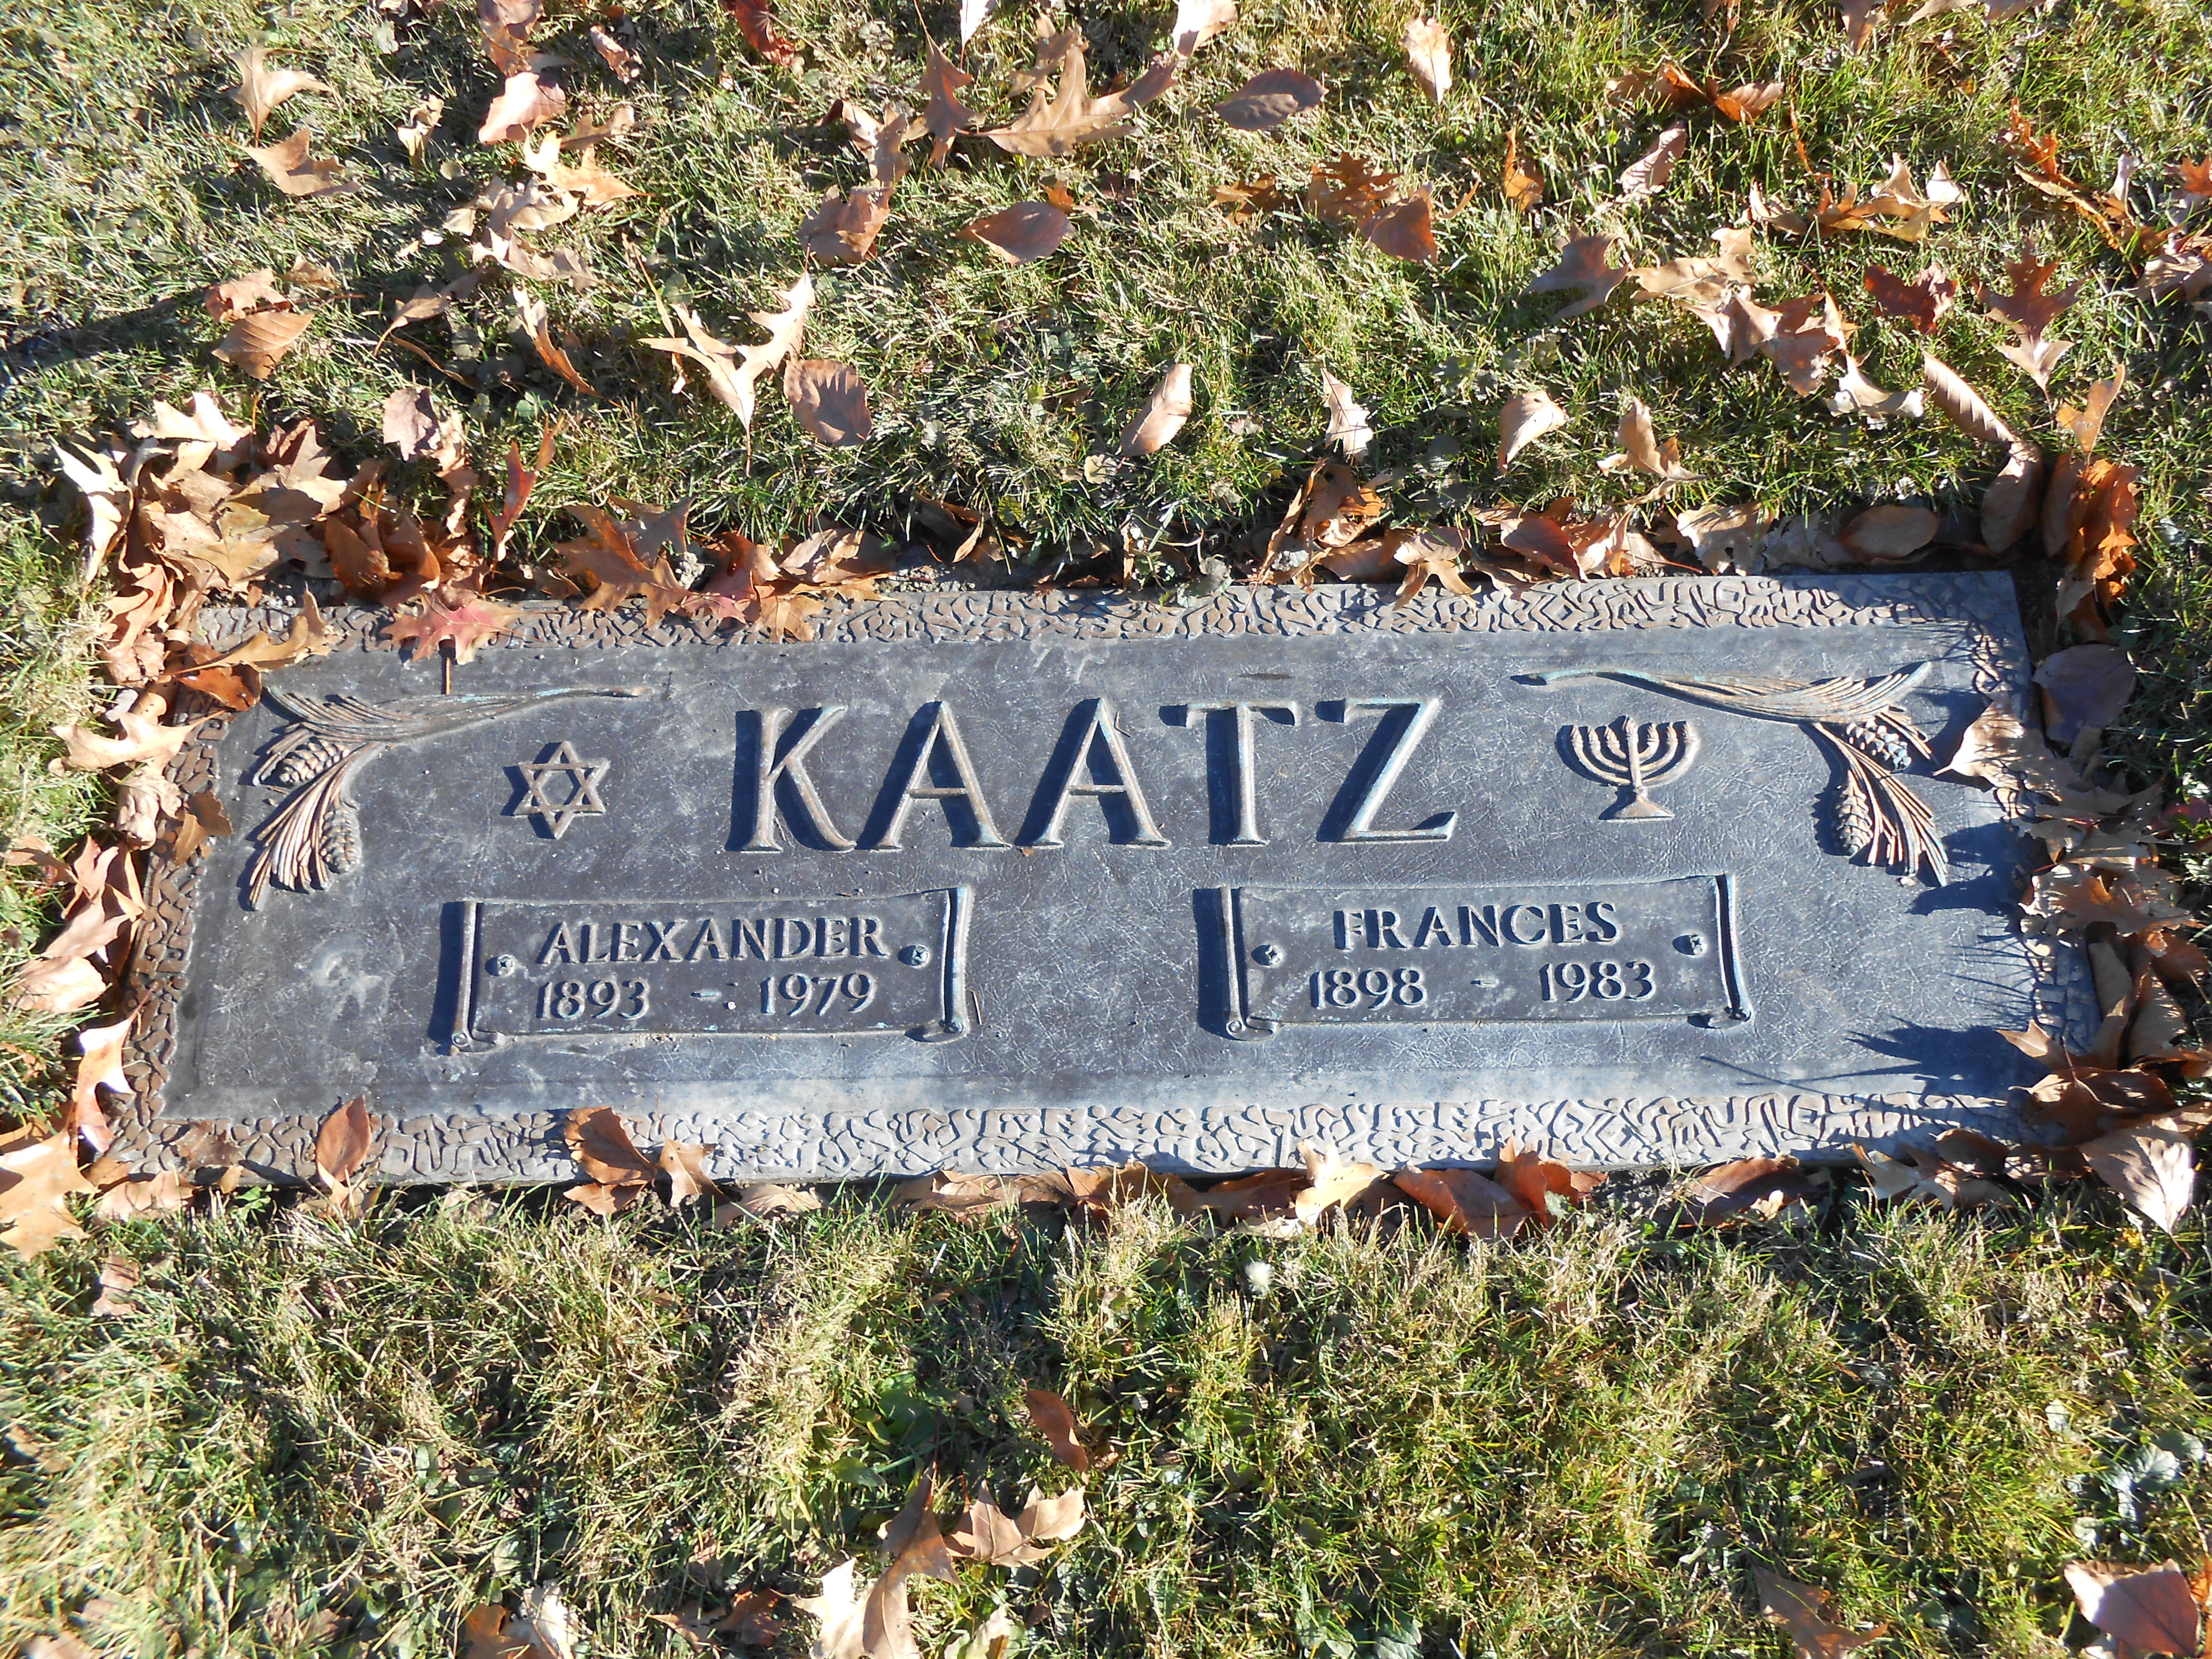 KAATZ
ALEXANDER
1893 - 1979
FRANCES
1898 - 1983